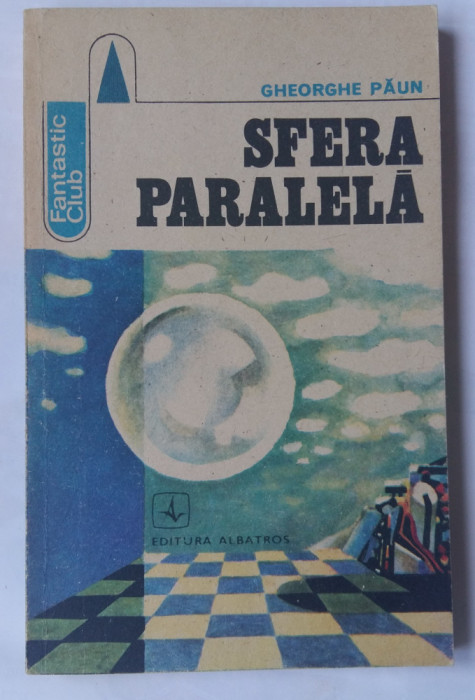 GHEORGHE PĂUN
SFERA
PARALELĂ
Fantastic
Club
EDITURA ALBATROS